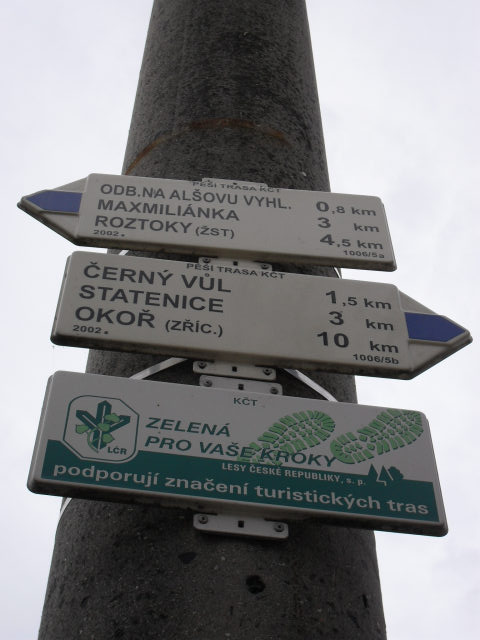 PĚŠÍ TRASA KČT
ODB.NA ALŠOVU VYHL. 0,8 km
MAXMILIÁNKA 3 km
ROZTOKY (ŽST) 4,5 km
2002 1006/5a
PĚŠÍ TRASA KČT
ČERNÝ VŮL 1,5 km
STATENICE 3 km
OKOŘ (ZŘÍC.) 10 km
2002 1006/5b
KČT
LČR
ZELENÁ
PRO VAŠE KROKY
LESY ČESKÉ REPUBLIKY, s. p.
podporují značení turistických tras